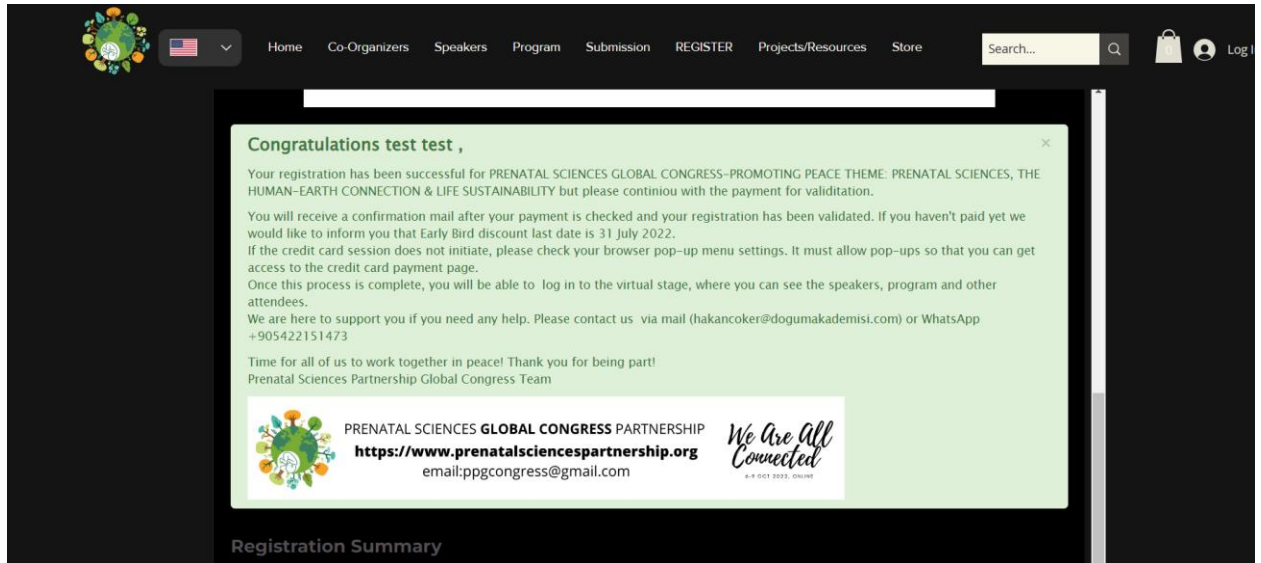 Home Co-Organizers Speakers Program Submission REGISTER Projects/Resources Store Search... 0 Log I
Congratulations test test ,
Your registration has been successful for PRENATAL SCIENCES GLOBAL CONGRESS-PROMOTING PEACE THEME: PRENATAL SCIENCES, THE
HUMAN-EARTH CONNECTION & LIFE SUSTAINABILITY but please continiou with the payment for validitation.
You will receive a confirmation mail after your payment is checked and your registration has been validated. If you haven't paid yet we
would like to inform you that Early Bird discount last date is 31 July 2022.
If the credit card session does not initiate, please check your browser pop-up menu settings. It must allow pop-ups so that you can get
access to the credit card payment page.
Once this process is complete, you will be able to log in to the virtual stage, where you can see the speakers, program and other
attendees.
We are here to support you if you need any help. Please contact us via mail (hakancoker@dogumakademisi.com) or WhatsApp
+905422151473
Time for all of us to work together in peace! Thank you for being part!
Prenatal Sciences Partnership Global Congress Team
PRENATAL SCIENCES GLOBAL CONGRESS PARTNERSHIP
https://www.prenatalsciencespartnership.org
email:ppgcongress@gmail.com
We Are All
Connected
6-9 OCT 2022, ONLINE
Registration Summary